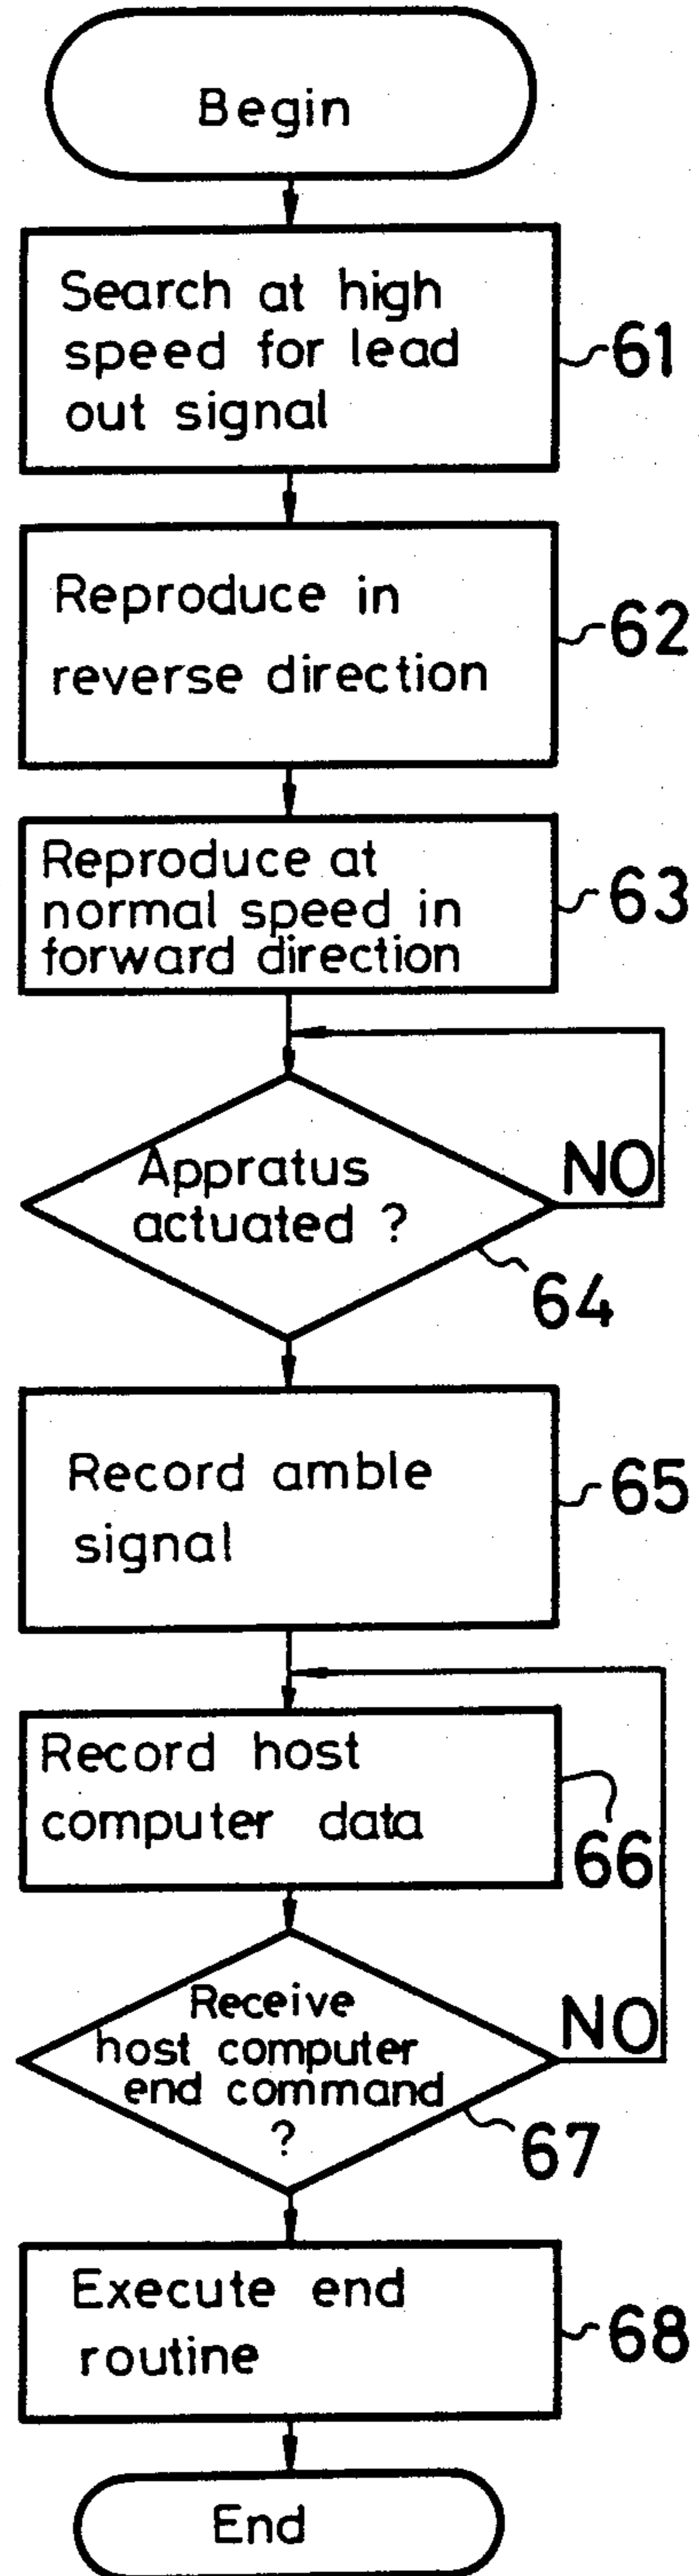 Begin
Search at high
speed for lead
out signal
61
Reproduce in
reverse direction
62
Reproduce at
normal speed in
forward direction
63
Appratus
actuated ?
NO
64
Record amble
signal
65
Record host
computer data
66
Receive
host computer
end command
?
NO
67
Execute end
routine
68
End